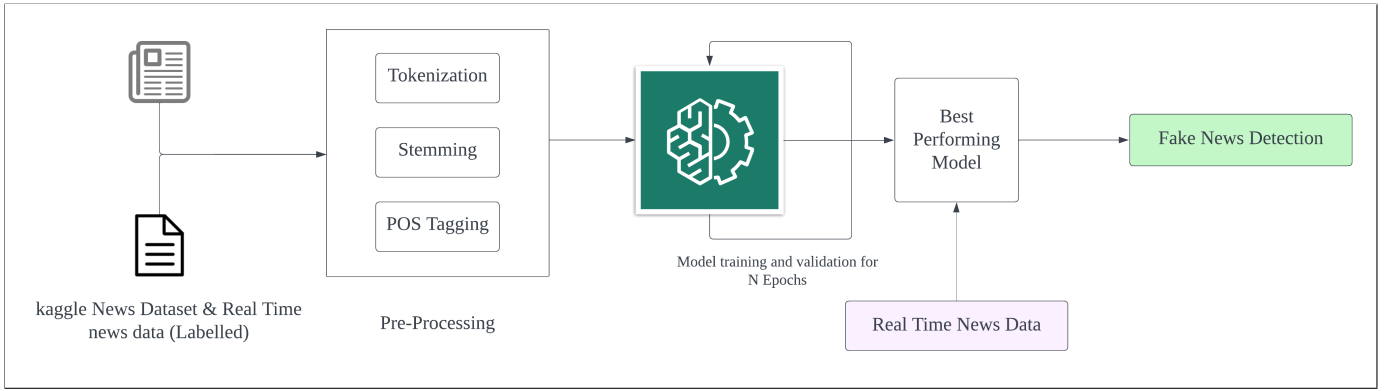 kaggle News Dataset & Real Time
news data (Labelled)
Tokenization
Stemming
POS Tagging
Pre-Processing
Model training and validation for
N Epochs
Best
Performing
Model
Real Time News Data
Fake News Detection